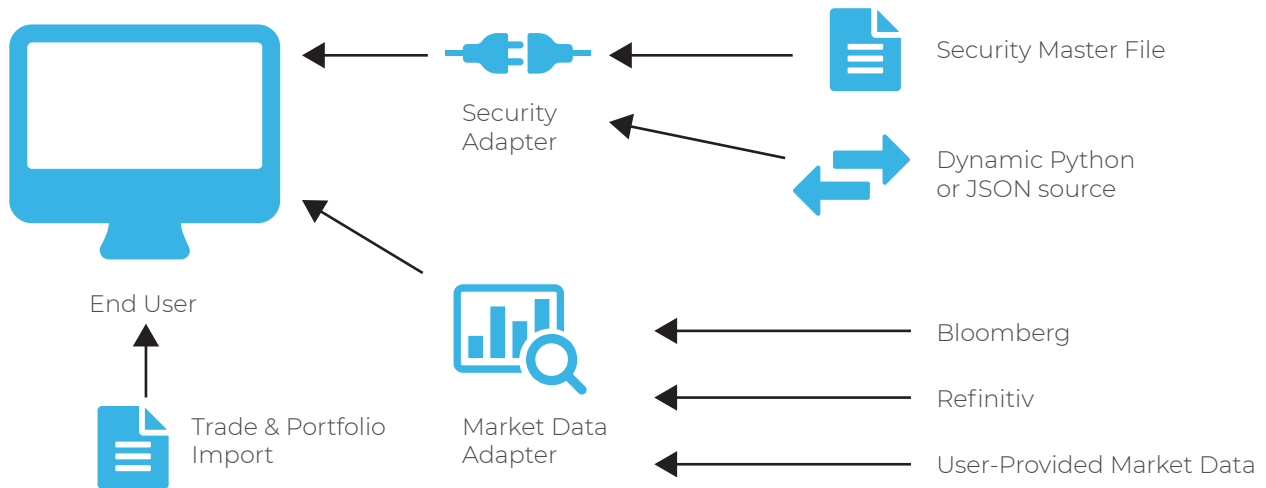 Security Master File
Security
Adapter
Dynamic Python
or JSON source
End User
Bloomberg
Refinitiv
Trade & Portfolio
Import
Market Data
Adapter
User-Provided Market Data